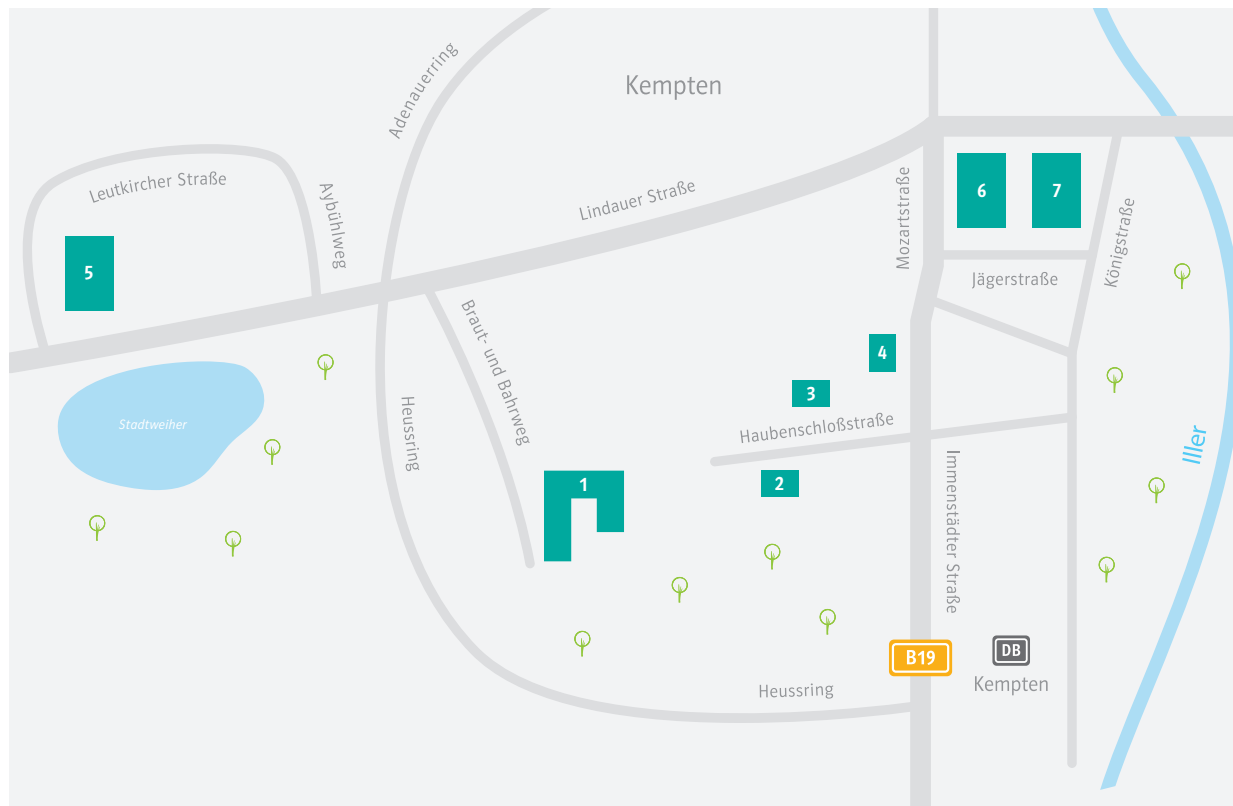 Adenauerring
Kempten
Leutkircher Straße
Aybühlweg
Lindauer Straße
Mozartstraße
6
7
Königstraße
5
Jägerstraße
Braut- und Bahrweg
4
3
Stadtweiher
Heussring
Haubenschloßstraße
Iller
1
2
Immenstädter Straße
B19
DB
Kempten
Heussring